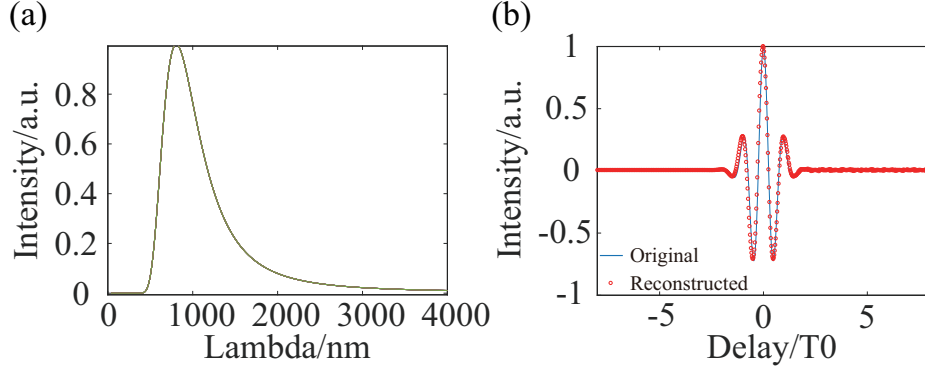 (a)
Intensity/a.u.
0.8
0.6
0.4
0.2
0
0
1000
2000
3000
4000
Lambda/nm
(b)
Intensity/a.u.
1
0.5
0
-0.5
-1
Original
Reconstructed
-5
0
5
Delay/T0